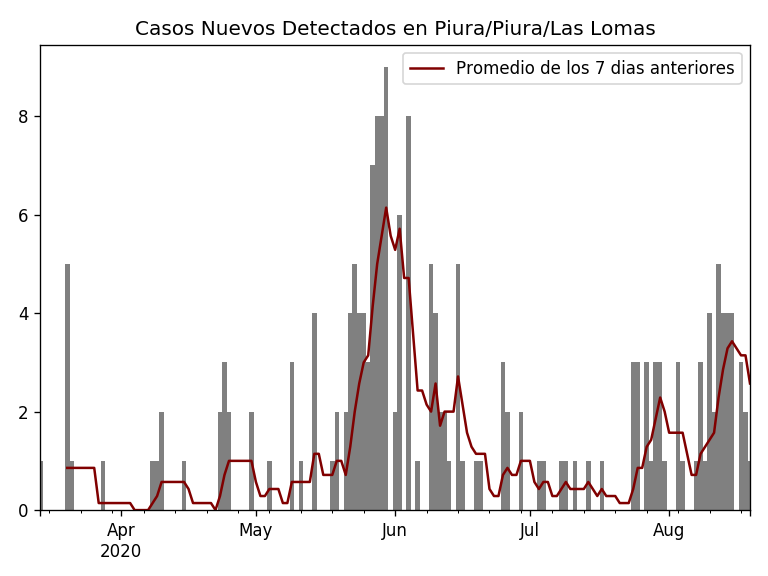 Casos Nuevos Detectados en Piura/Piura/Las Lomas
Promedio de los 7 dias anteriores
8
6
4
2
0
Apr May Jun Jul Aug
2020